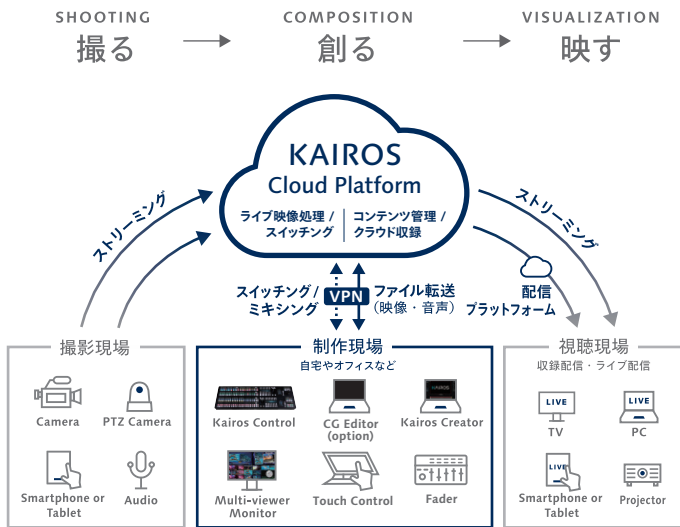 SHOOTING
撮る
COMPOSITION
創る
VISUALIZATION
映す
KAIROS
Cloud Platform
ライブ映像処理 /
スイッチング
コンテンツ管理 /
クラウド収録
ストリーミング
ストリーミング
スイッチング /
ミキシング
VPN
ファイル転送
(映像・音声)
配信
プラットフォーム
撮影現場
Camera
PTZ Camera
Smartphone or
Tablet
Audio
制作現場
自宅やオフィスなど
Kairos Control
CG Editor
(option)
KAIROS
Kairos Creator
Multi-viewer
Monitor
Touch Control
Fader
視聴現場
収録配信・ライブ配信
LIVE
TV
LIVE
PC
LIVE
Smartphone or
Tablet
Projector